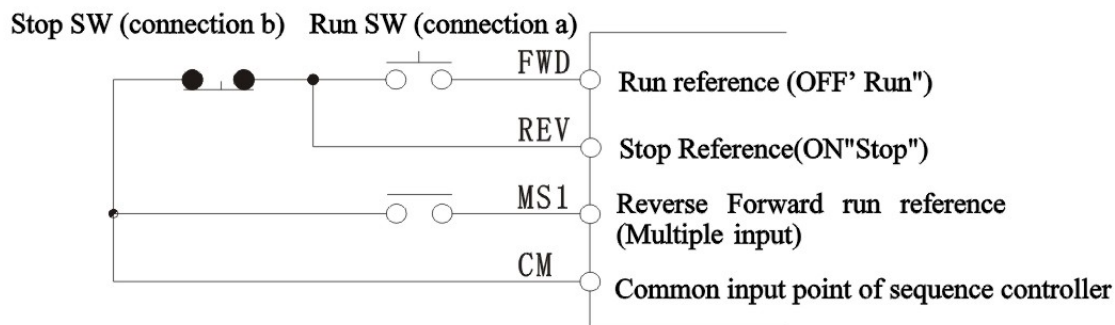 Stop SW (connection b) Run SW (connection a)
FWD
Run reference (OFF’ Run")
REV
Stop Reference(ON"Stop")
MS1
Reverse Forward run reference
(Multiple input)
CM
Common input point of sequence controller